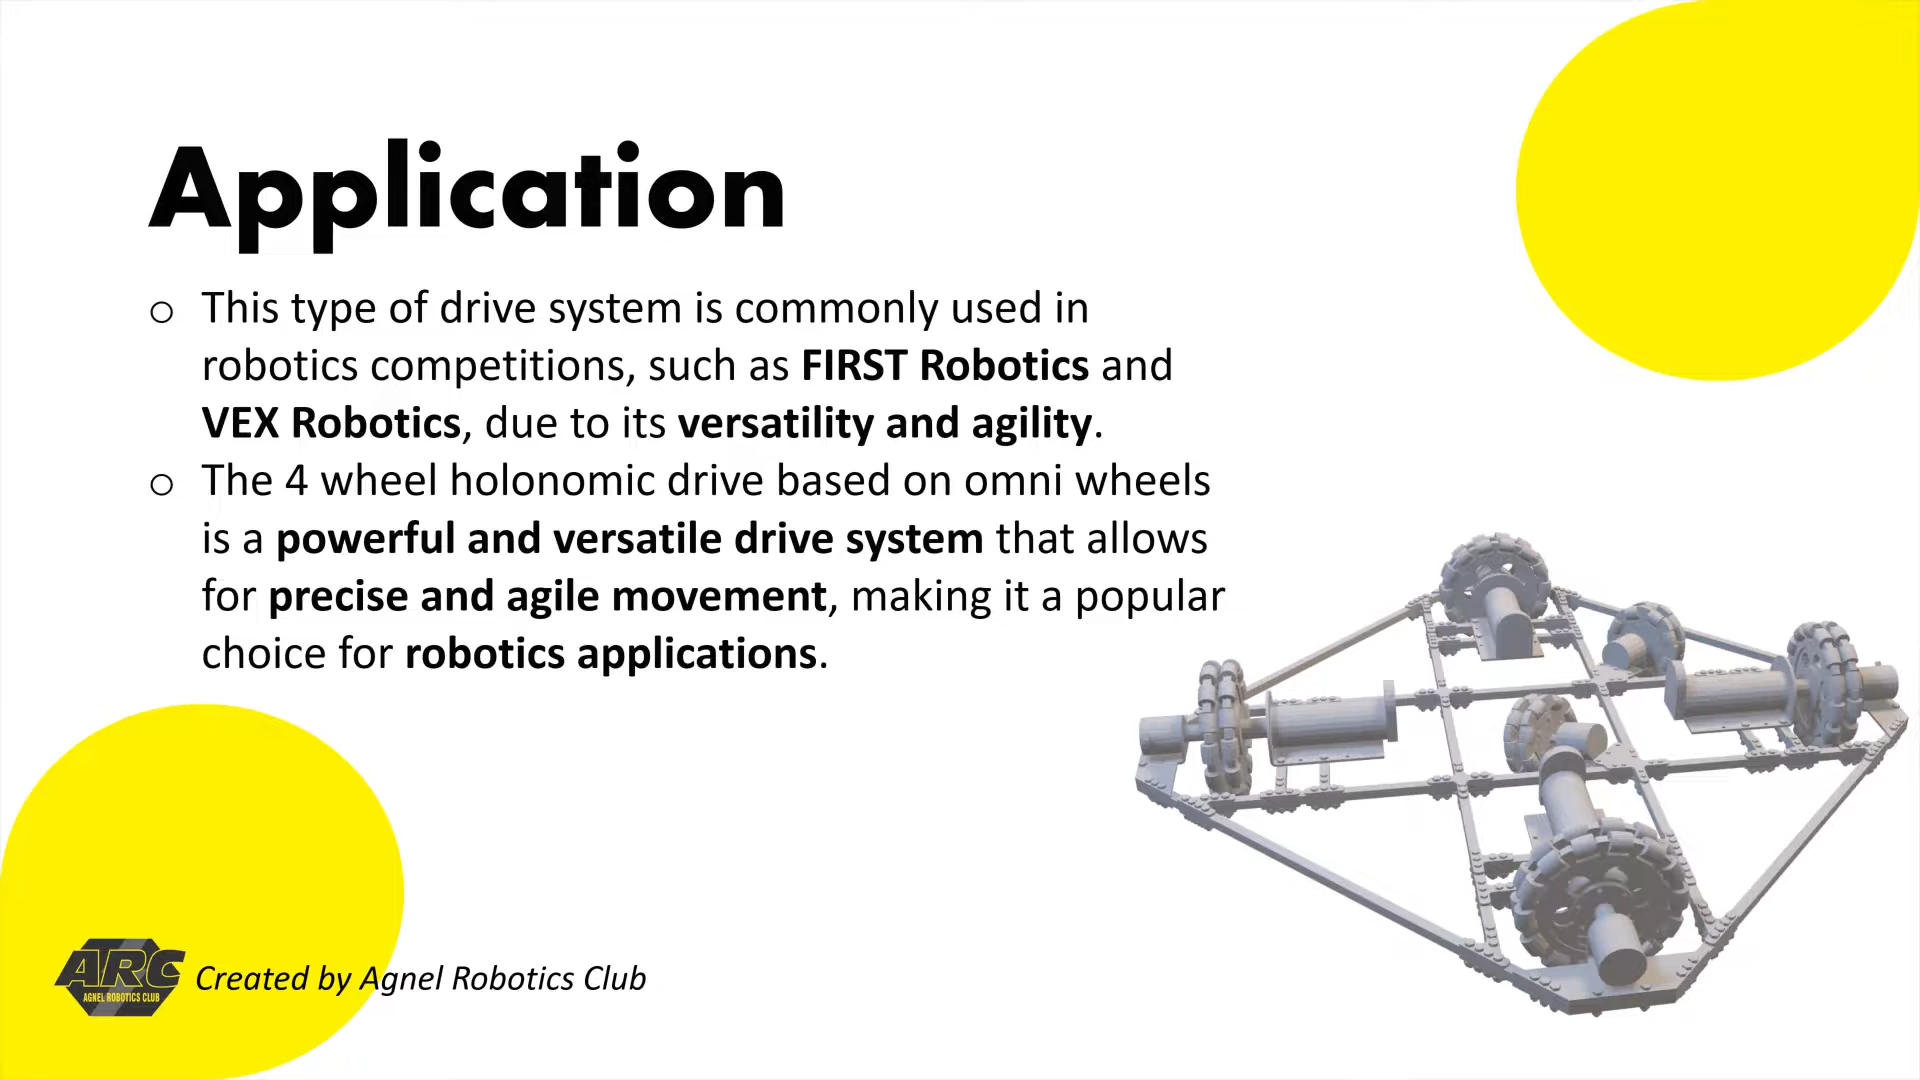 Application
○ This type of drive system is commonly used in
robotics competitions, such as FIRST Robotics and
VEX Robotics, due to its versatility and agility.
○ The 4 wheel holonomic drive based on omni wheels
is a powerful and versatile drive system that allows
for precise and agile movement, making it a popular
choice for robotics applications.
ARC
AGNEL ROBOTICS CLUB
Created by Agnel Robotics Club